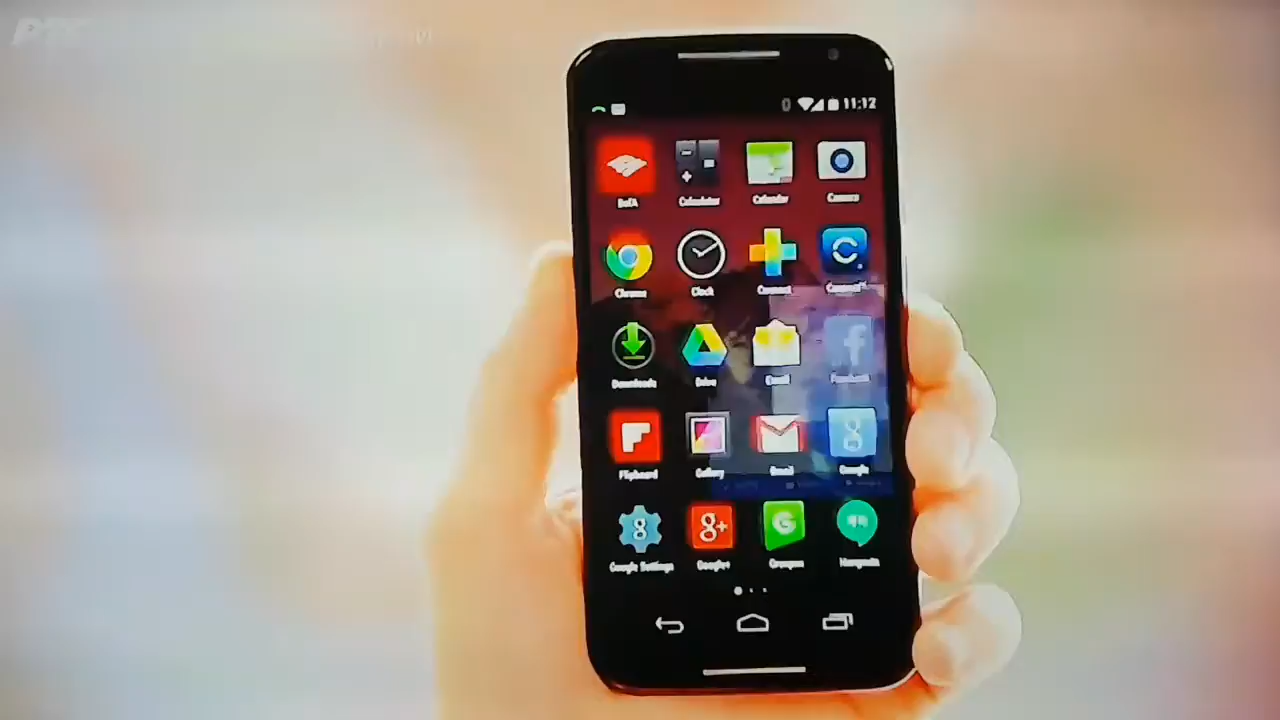 11:12
BofA
Calculator
Calendar
Camera
Chrome
Clock
Connect
Downloads
Drive
Email
Facebook
Flipboard
Gallery
Gmail
Google
Google Settings
Google+
Groupon
Hangouts